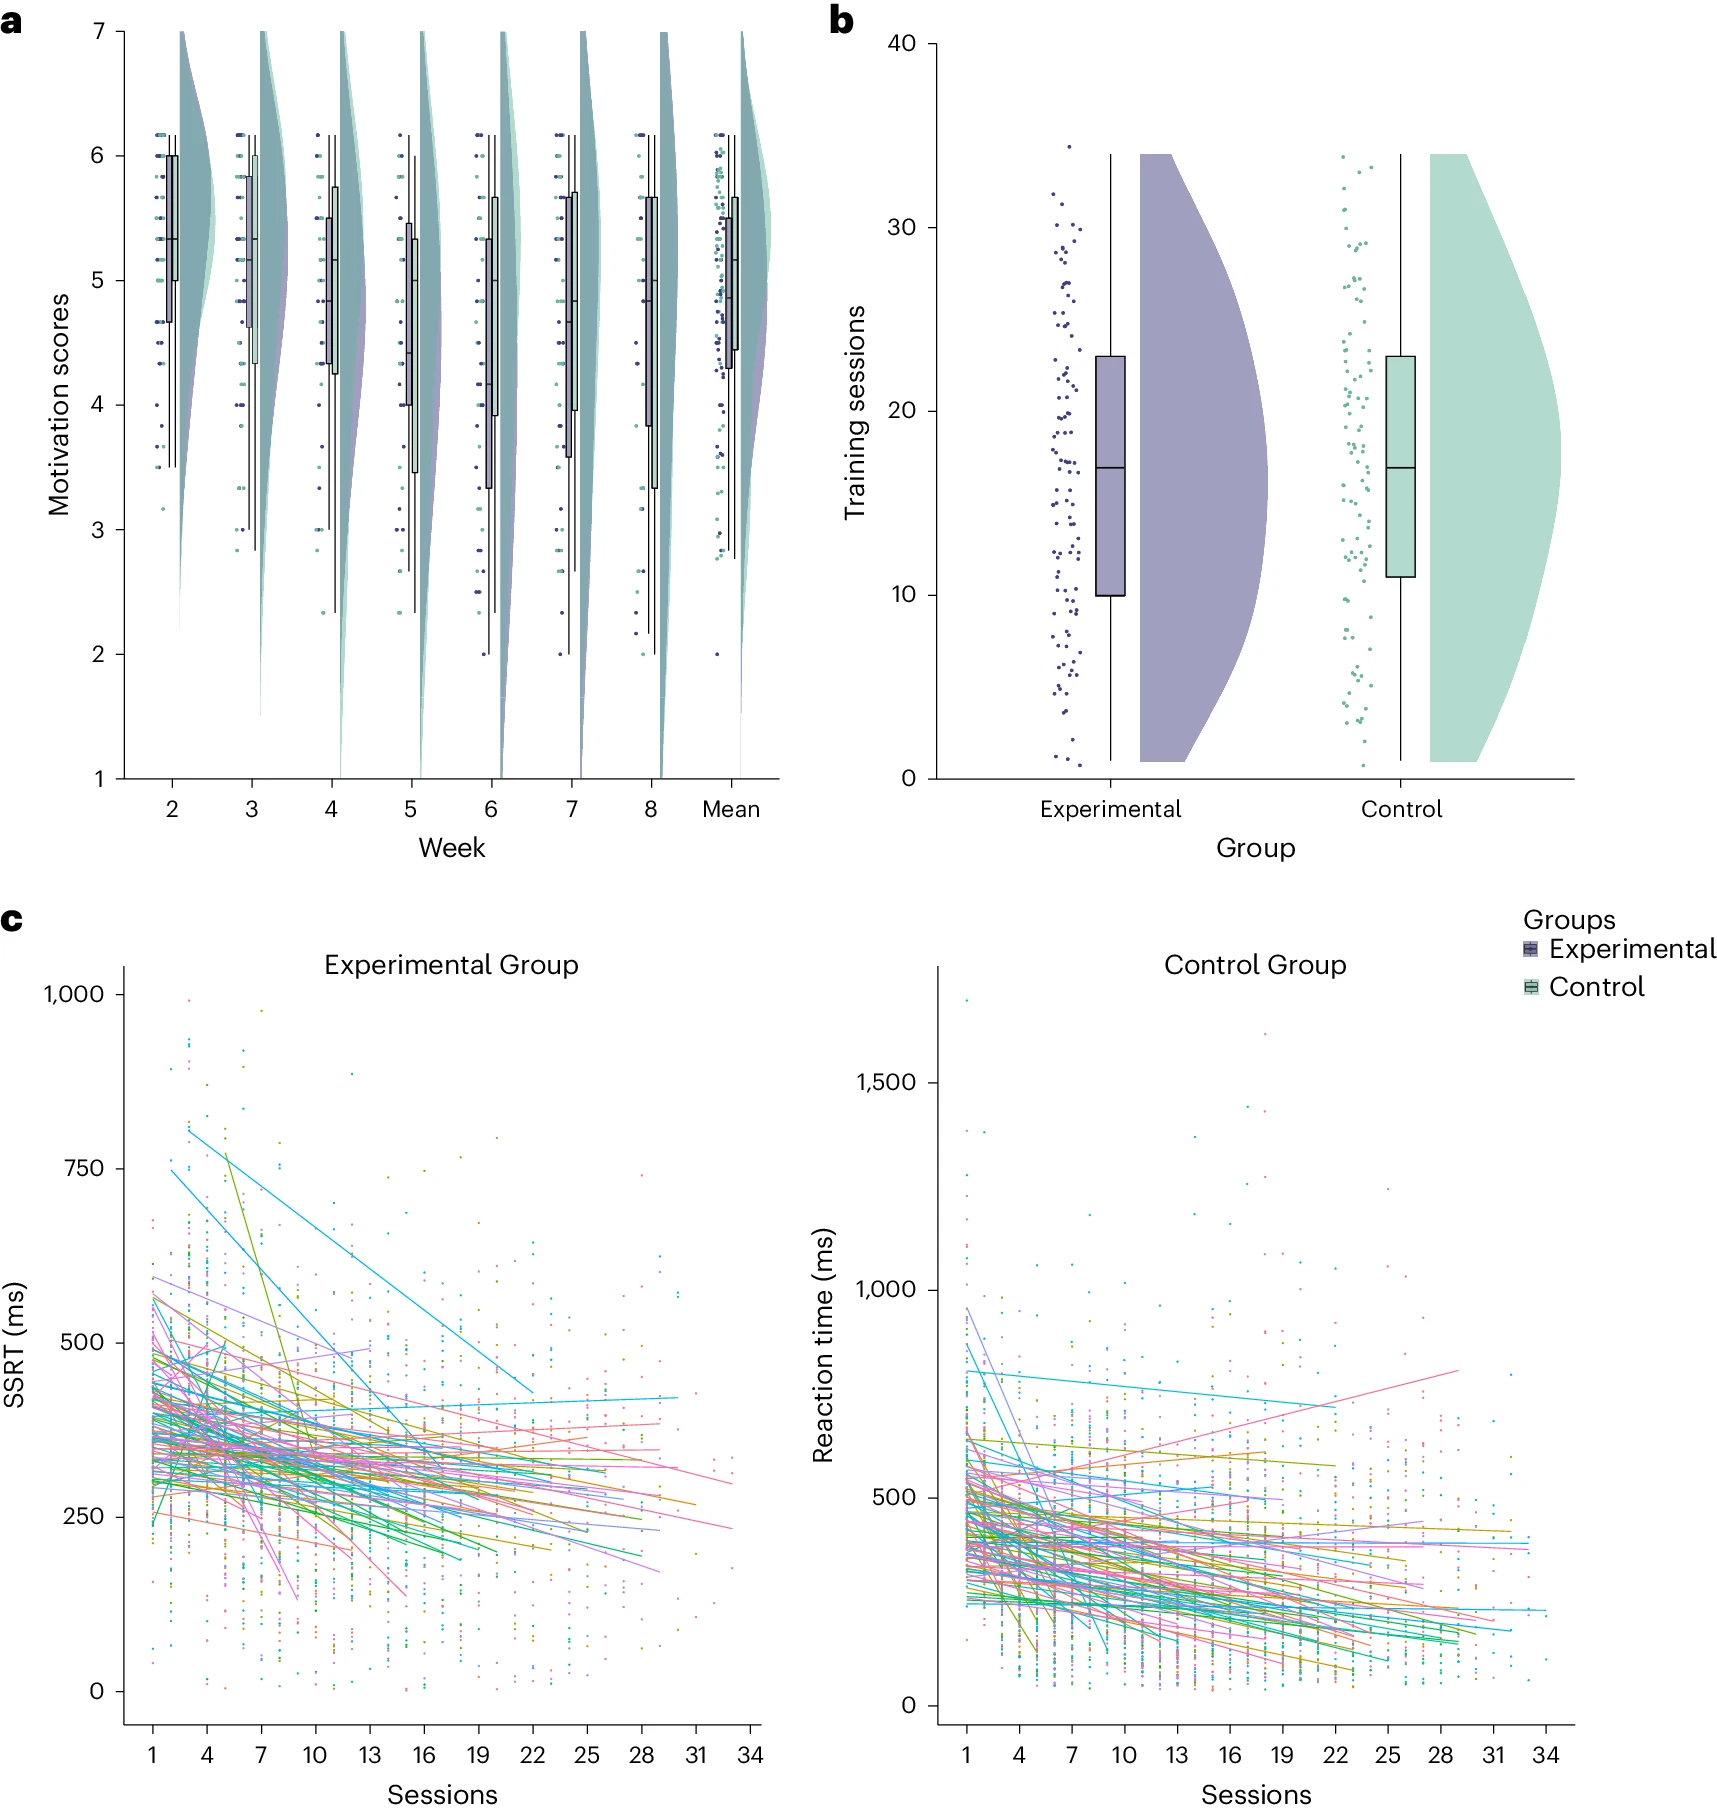 a
7
6
5
4
3
2
1
Motivation scores
2 3 4 5 6 7 8 Mean
Week
b
40
30
20
10
0
Training sessions
Experimental Control
Group
c
Groups
Experimental
Control
Experimental Group
1,000
750
500
250
0
SSRT (ms)
1 4 7 10 13 16 19 22 25 28 31 34
Sessions
Control Group
1,500
1,000
500
0
Reaction time (ms)
1 4 7 10 13 16 19 22 25 28 31 34
Sessions